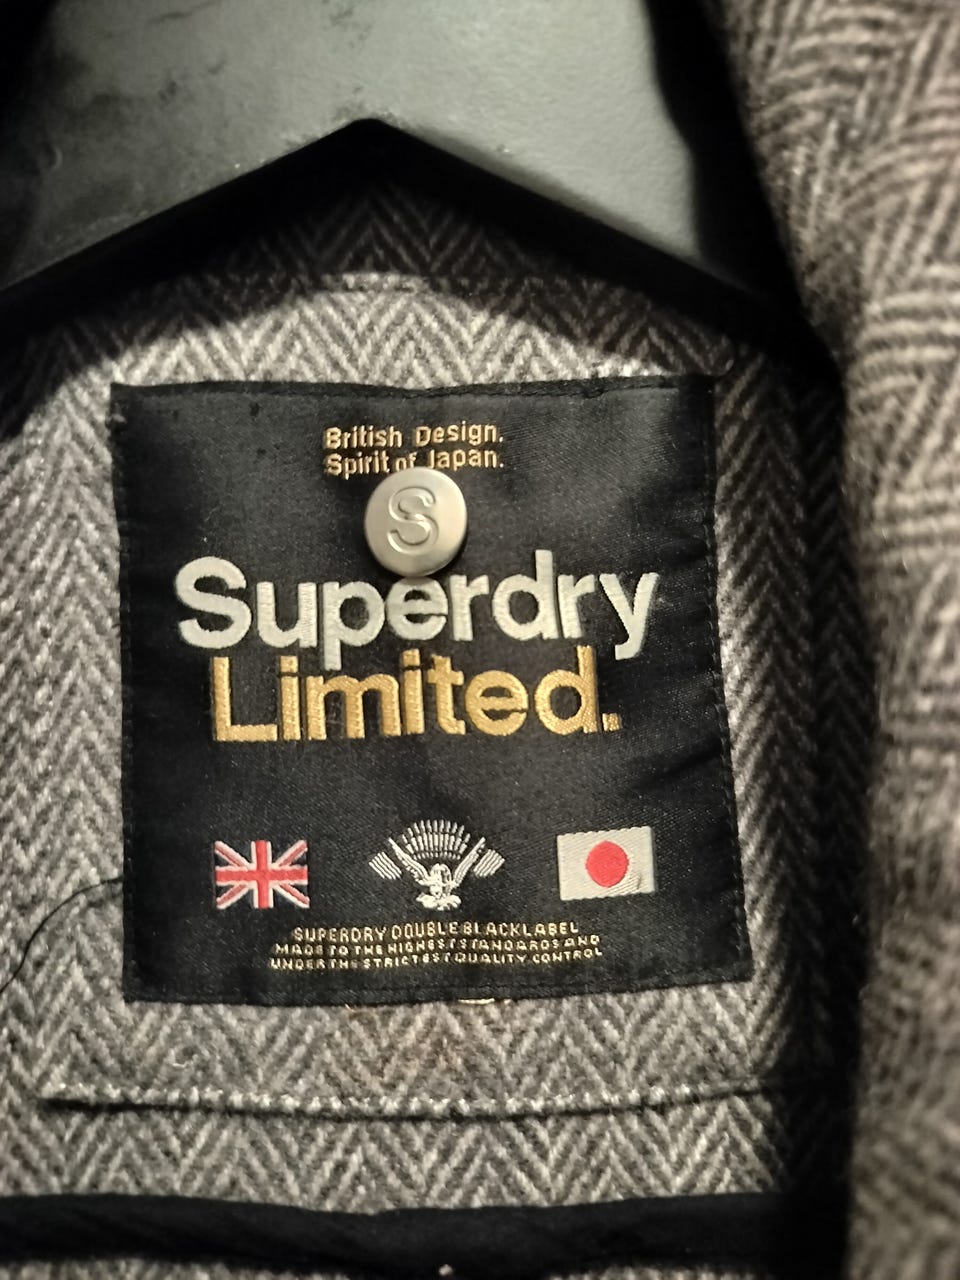 British Design.
Spirit of Japan.
S
Superdry
Limited.
SUPERDRY DOUBLE BLACK LABEL
MADE TO THE HIGHEST STANDARDS AND
UNDER THE STRICTEST QUALITY CONTROL